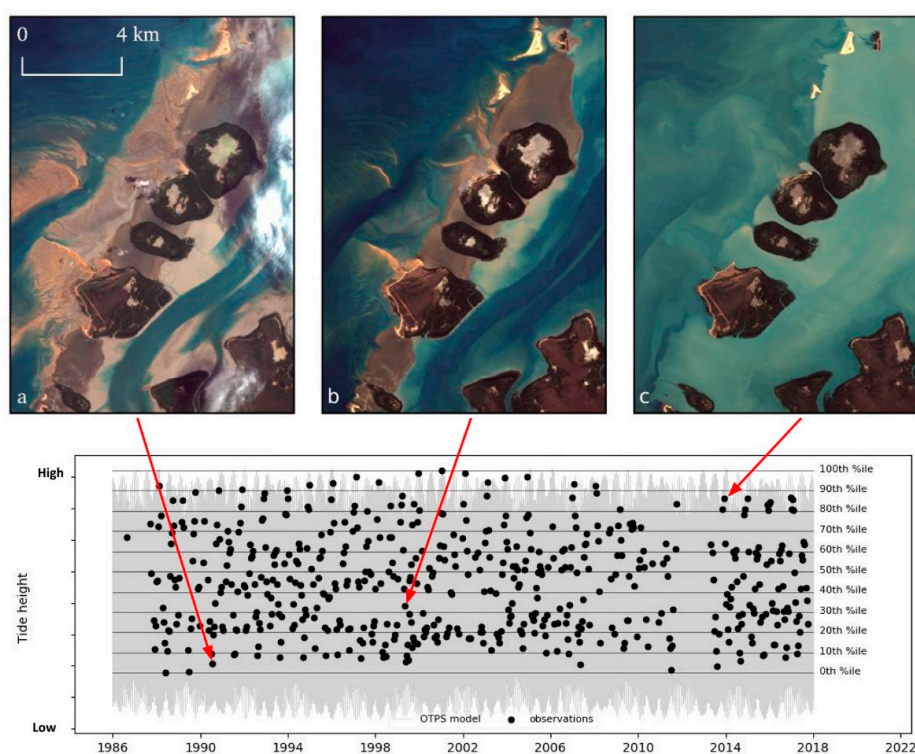 0 4 km
a
b
c
High
Low
Tide height
100th %ile
90th %ile
80th %ile
70th %ile
60th %ile
50th %ile
40th %ile
30th %ile
20th %ile
10th %ile
0th %ile
OTPS model observations
1986 1990 1994 1998 2002 2006 2010 2014 2018